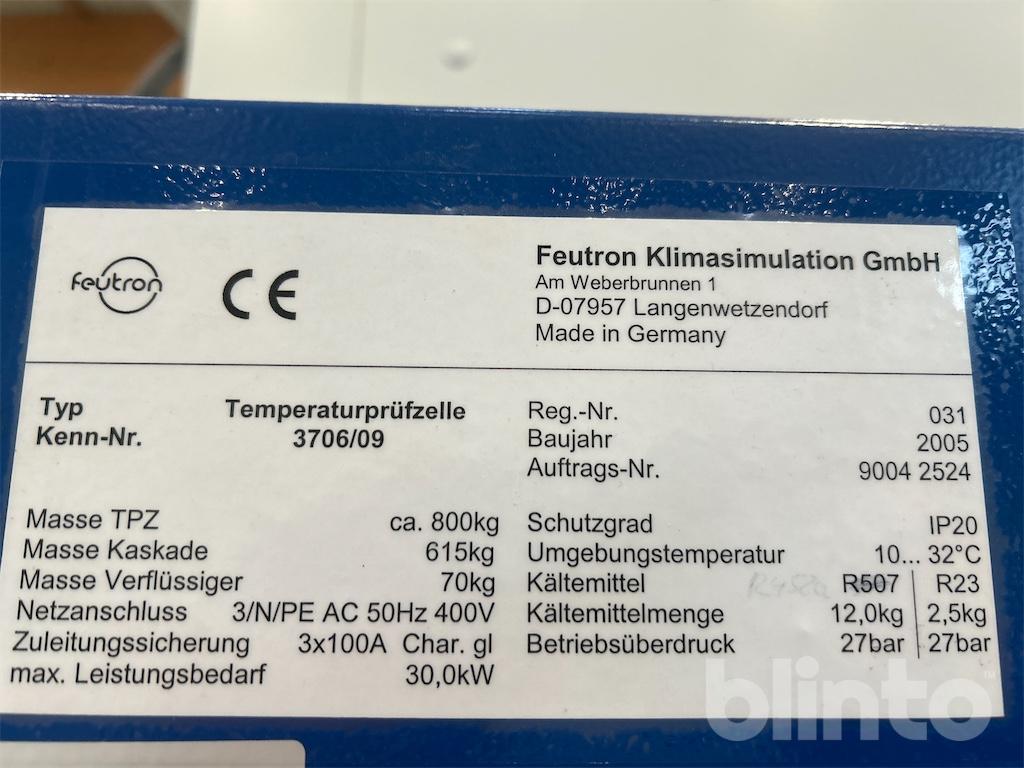 feutron
CE
Feutron Klimasimulation GmbH
Am Weberbrunnen 1
D-07957 Langenwetzendorf
Made in Germany
Typ Temperaturprüfzelle
Kenn-Nr. 3706/09
Reg.-Nr. 031
Baujahr 2005
Auftrags-Nr. 9004 2524
Masse TPZ ca. 800kg
Masse Kaskade 615kg
Masse Verflüssiger 70kg
Netzanschluss 3/N/PE AC 50Hz 400V
Zuleitungssicherung 3x100A Char. gl
max. Leistungsbedarf 30,0kW
Schutzgrad IP20
Umgebungstemperatur 10... 32°C
Kältemittel R507 R23
Kältemittelmenge 12,0kg 2,5kg
Betriebsüberdruck 27bar 27bar
blinto